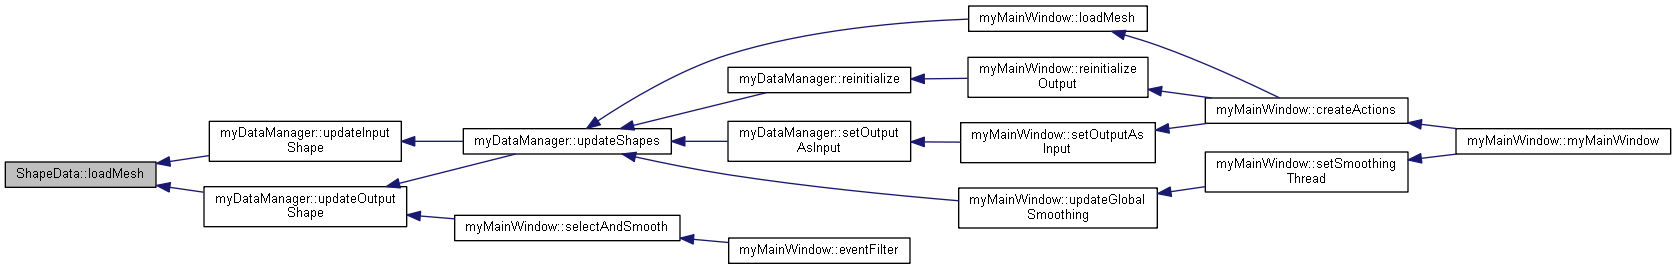 ShapeData::loadMesh
myDataManager::updateInput
Shape
myDataManager::updateOutput
Shape
myDataManager::updateShapes
myMainWindow::selectAndSmooth
myDataManager::reinitialize
myDataManager::setOutput
AsInput
myMainWindow::eventFilter
myMainWindow::loadMesh
myMainWindow::reinitialize
Output
myMainWindow::setOutputAs
Input
myMainWindow::updateGlobal
Smoothing
myMainWindow::createActions
myMainWindow::setSmoothing
Thread
myMainWindow::myMainWindow